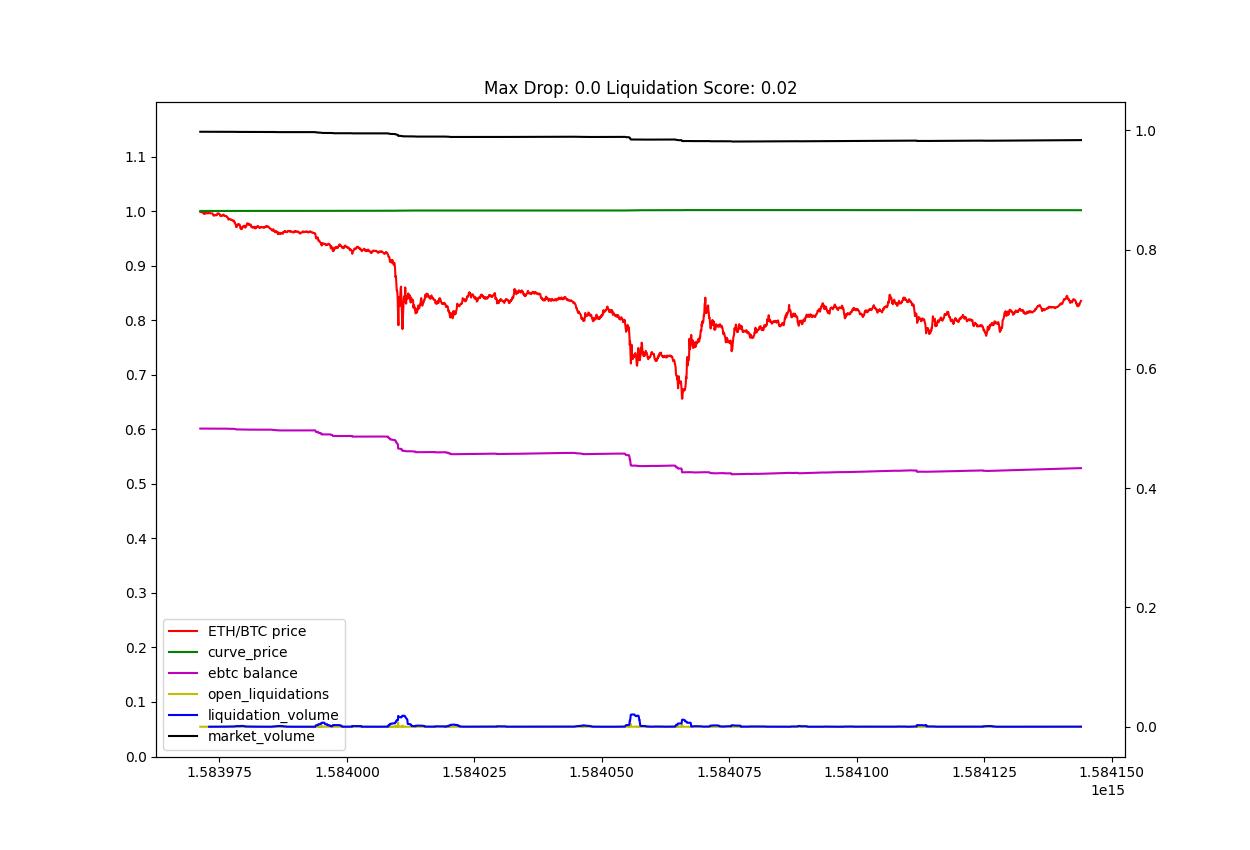 Max Drop: 0.0 Liquidation Score: 0.02
1.1
1.0
0.9
0.8
0.7
0.6
0.5
0.4
0.3
0.2
0.1
0.0
1.0
0.8
0.6
0.4
0.2
0.0
ETH/BTC price
curve_price
ebtc balance
open_liquidations
liquidation_volume
market_volume
1.583975 1.584000 1.584025 1.584050 1.584075 1.584100 1.584125 1.584150
1e15